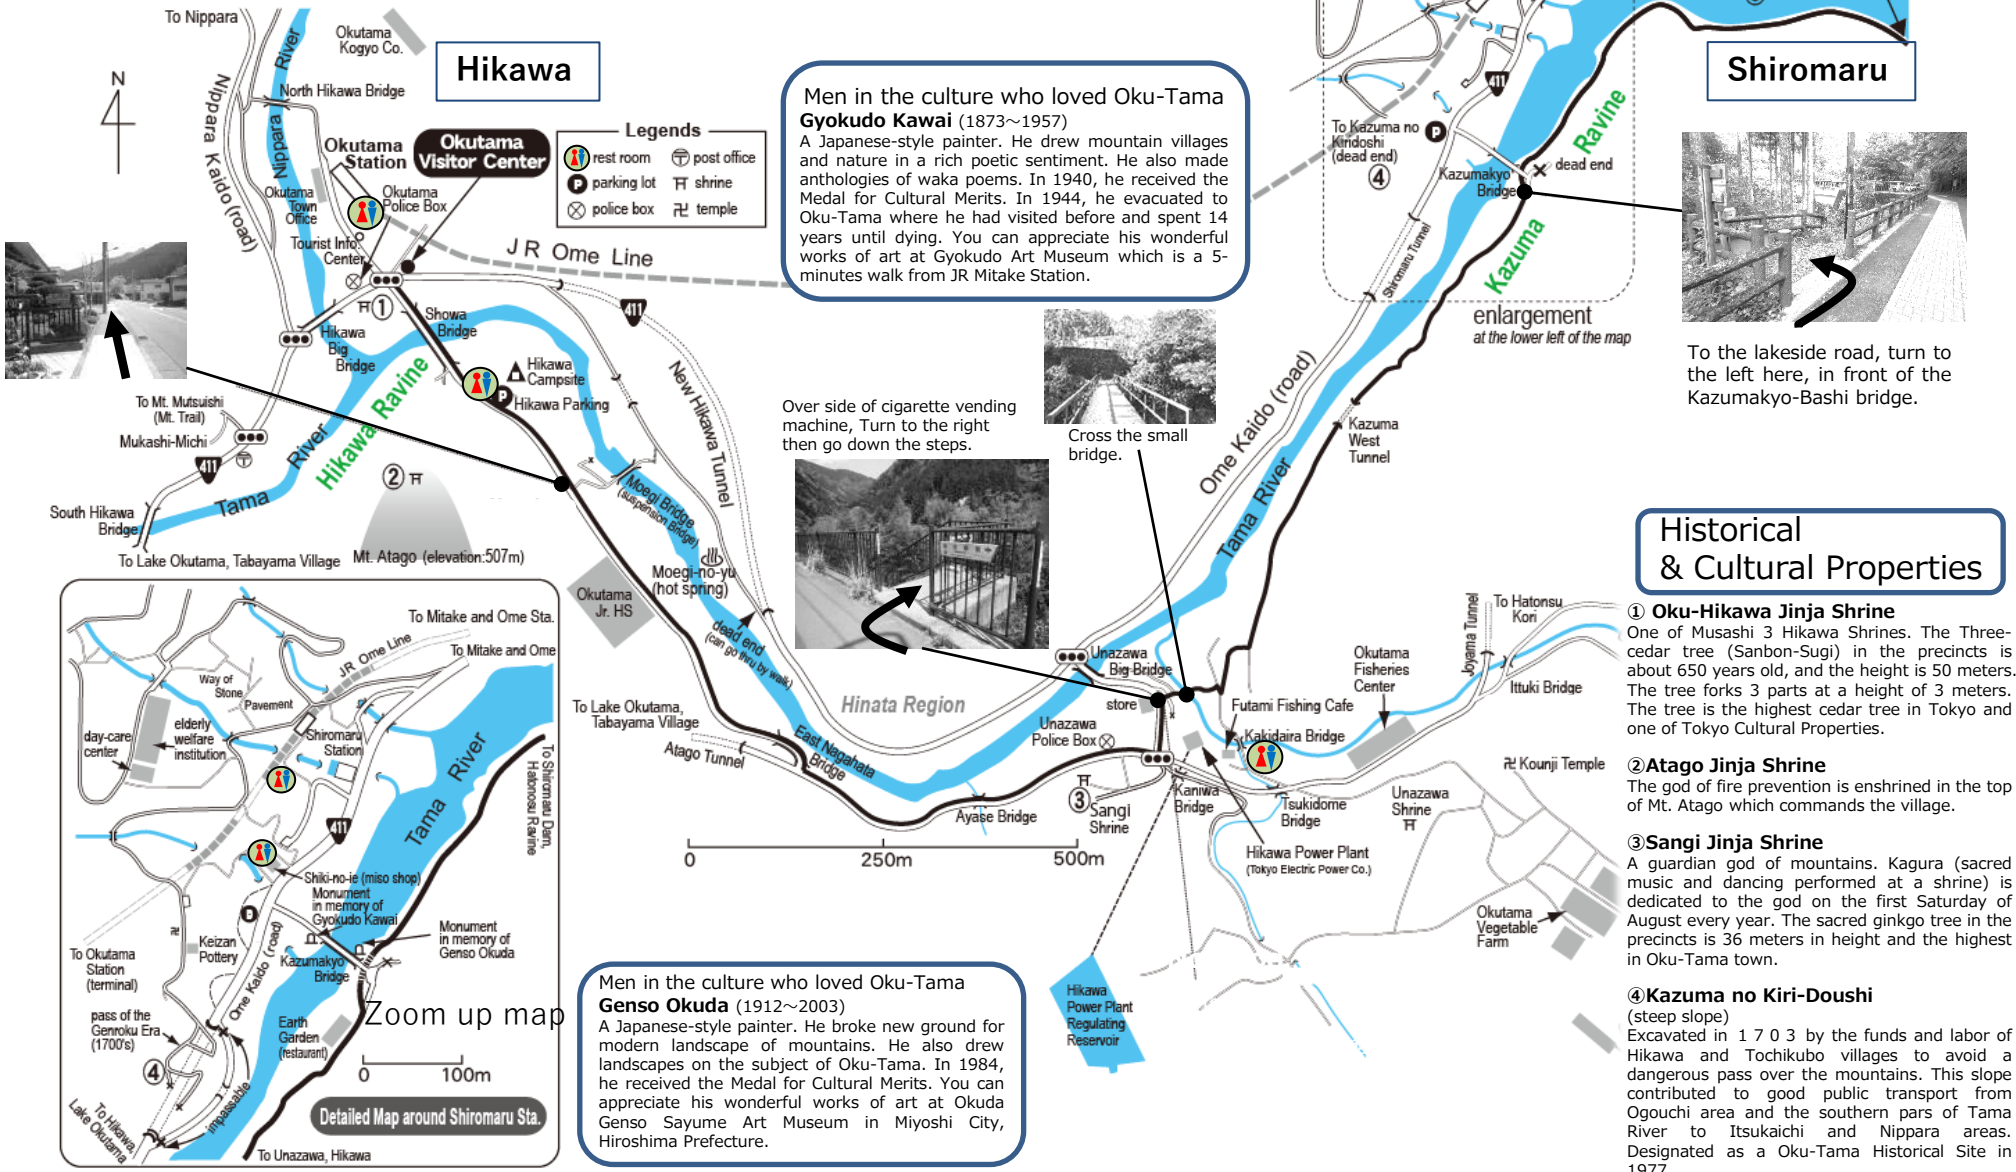 To Nippara
Okutama
Kogyo Co.
Hikawa
N
Nippara Kaido (road)
Nippara
River
North Hikawa Bridge
Okutama
Station
Okutama
Visitor Center
Okutama
Town
Office
Okutama
Police Box
Tourist Info.
Center
Legends
rest room
post office
P parking lot
shrine
police box
卍 temple
JR Ome Line
411
①
Hikawa
Big
Bridge
Showa
Bridge
Hikawa Ravine
Hikawa
Campsite
P
Hikawa Parking
New Hikawa Tunnel
To Mt. Mutsuishi
(Mt. Trail)
Mukashi-Michi
411
River
Tama
②
South Hikawa
Bridge
To Lake Okutama, Tabayama Village
Mt. Atago (elevation:507m)
Moegi Bridge
(suspension Bridge)
Moegi-no-yu
(hot spring)
Okutama
Jr. HS
dead end
(can go thru by walk)
To Lake Okutama,
Tabayama Village
Atago Tunnel
East Nagahata
Bridge
Hinata Region
Men in the culture who loved Oku-Tama
Gyokudo Kawai (1873～1957)
A Japanese-style painter. He drew mountain villages
and nature in a rich poetic sentiment. He also made
anthologies of waka poems. In 1940, he received the
Medal for Cultural Merits. In 1944, he evacuated to
Oku-Tama where he had visited before and spent 14
years until dying. You can appreciate his wonderful
works of art at Gyokudo Art Museum which is a 5-
minutes walk from JR Mitake Station.
Over side of cigarette vending
machine, Turn to the right
then go down the steps.
Cross the small
bridge.
Shiromaru
411
To Kazuma no
Kiridoshi
(dead end)
P
④
Kazumakyo
Bridge
dead end
Ravine
Kazuma
Shiromaru Tunnel
enlargement
at the lower left of the map
Ome Kaido (road)
Tama River
Kazuma
West
Tunnel
To the lakeside road, turn to
the left here, in front of the
Kazumakyo-Bashi bridge.
Unazawa
Big Bridge
store
Unazawa
Police Box
Futami Fishing Cafe
Kakidaira Bridge
Okutama
Fisheries
Center
Joyama Tunnel
To Hatonsu
Kori
Ittuki Bridge
卍 Kounji Temple
Unazawa
Shrine
Kaniwa
Bridge
Tsukidome
Bridge
③
Sangi
Shrine
Ayase Bridge
0
250m
500m
Hikawa Power Plant
(Tokyo Electric Power Co.)
Okutama
Vegetable
Farm
Hikawa
Power Plant
Regulating
Reservoir
To Mitake and Ome Sta.
JR Ome Line
To Mitake and Ome
Way of
Stone
Pavement
day-care
center
elderly
welfare
institution
Shiromaru
Station
411
River
Tama
To Shiromaru Dam,
Hatonosu Ravine
Shiki-no-ie (miso shop)
Monument
in memory of
Gyokudo Kawai
P
卍
Keizan
Pottery
Monument
in memory of
Genso Okuda
Kazumakyo
Bridge
Ome Kaido (road)
To Okutama
Station
(terminal)
pass of the
Genroku Era
(1700's)
④
Earth
Garden
(restaurant)
Zoom up map
0
100m
impassable
To Hikawa,
Lake Okutama
Detailed Map around Shiromaru Sta.
To Unazawa, Hikawa
Men in the culture who loved Oku-Tama
Genso Okuda (1912～2003)
A Japanese-style painter. He broke new ground for
modern landscape of mountains. He also drew
landscapes on the subject of Oku-Tama. In 1984,
he received the Medal for Cultural Merits. You can
appreciate his wonderful works of art at Okuda
Genso Sayume Art Museum in Miyoshi City,
Hiroshima Prefecture.
Historical
& Cultural Properties
① Oku-Hikawa Jinja Shrine
One of Musashi 3 Hikawa Shrines. The Three-
cedar tree (Sanbon-Sugi) in the precincts is
about 650 years old, and the height is 50 meters.
The tree forks 3 parts at a height of 3 meters.
The tree is the highest cedar tree in Tokyo and
one of Tokyo Cultural Properties.
②Atago Jinja Shrine
The god of fire prevention is enshrined in the top
of Mt. Atago which commands the village.
③Sangi Jinja Shrine
A guardian god of mountains. Kagura (sacred
music and dancing performed at a shrine) is
dedicated to the god on the first Saturday of
August every year. The sacred ginkgo tree in the
precincts is 36 meters in height and the highest
in Oku-Tama town.
④Kazuma no Kiri-Doushi
(steep slope)
Excavated in １７０３ by the funds and labor of
Hikawa and Tochikubo villages to avoid a
dangerous pass over the mountains. This slope
contributed to good public transport from
Ogouchi area and the southern pars of Tama
River to Itsukaichi and Nippara areas.
Designated as a Oku-Tama Historical Site in
1977